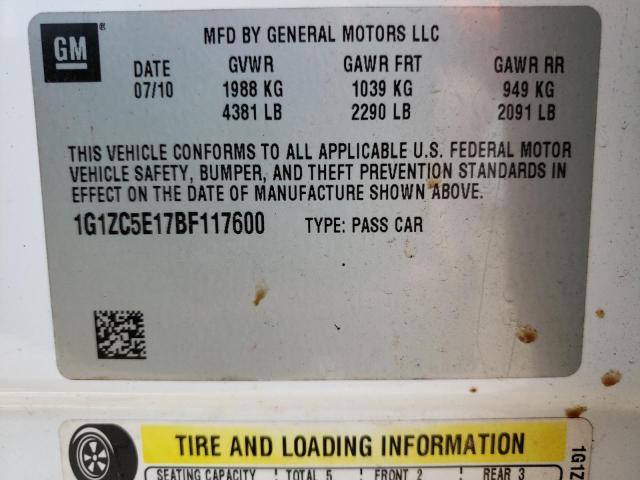 GM ®
MFD BY GENERAL MOTORS LLC
DATE GVWR GAWR FRT GAWR RR
07/10 1988 KG 1039 KG 949 KG
4381 LB 2290 LB 2091 LB
THIS VEHICLE CONFORMS TO ALL APPLICABLE U.S. FEDERAL MOTOR
VEHICLE SAFETY, BUMPER, AND THEFT PREVENTION STANDARDS IN
EFFECT ON THE DATE OF MANUFACTURE SHOWN ABOVE.
1G1ZC5E17BF117600 TYPE: PASS CAR
TIRE AND LOADING INFORMATION
SEATING CAPACITY TOTAL 5 FRONT 2 REAR 3
1G1Z